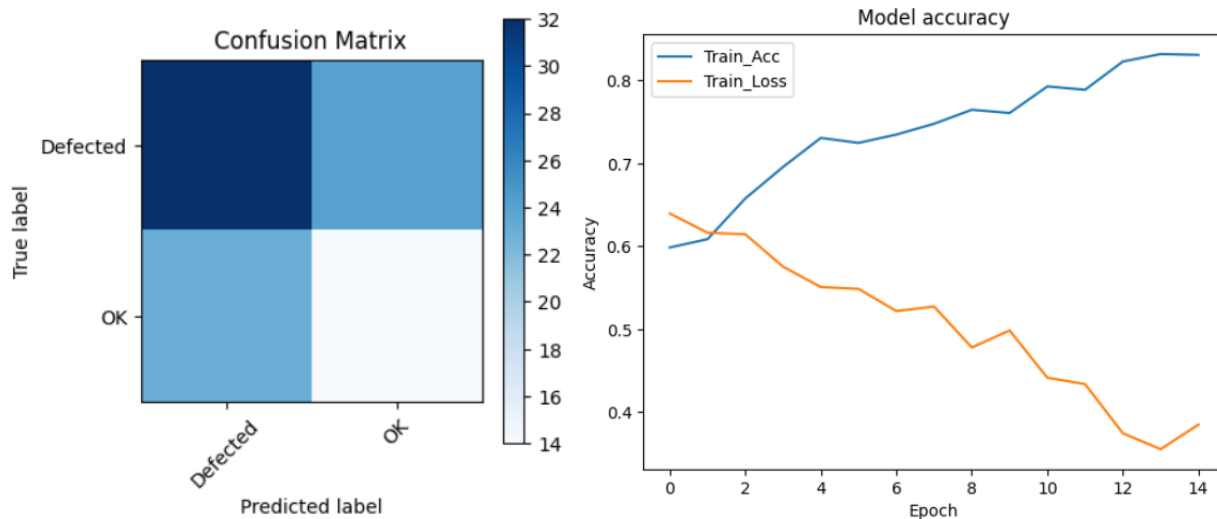 Confusion Matrix
True label
Defected
OK
Defected
OK
Predicted label
32
30
28
26
24
22
20
18
16
14
Model accuracy
Train_Acc
Train_Loss
Accuracy
0.8
0.7
0.6
0.5
0.4
0 2 4 6 8 10 12 14
Epoch